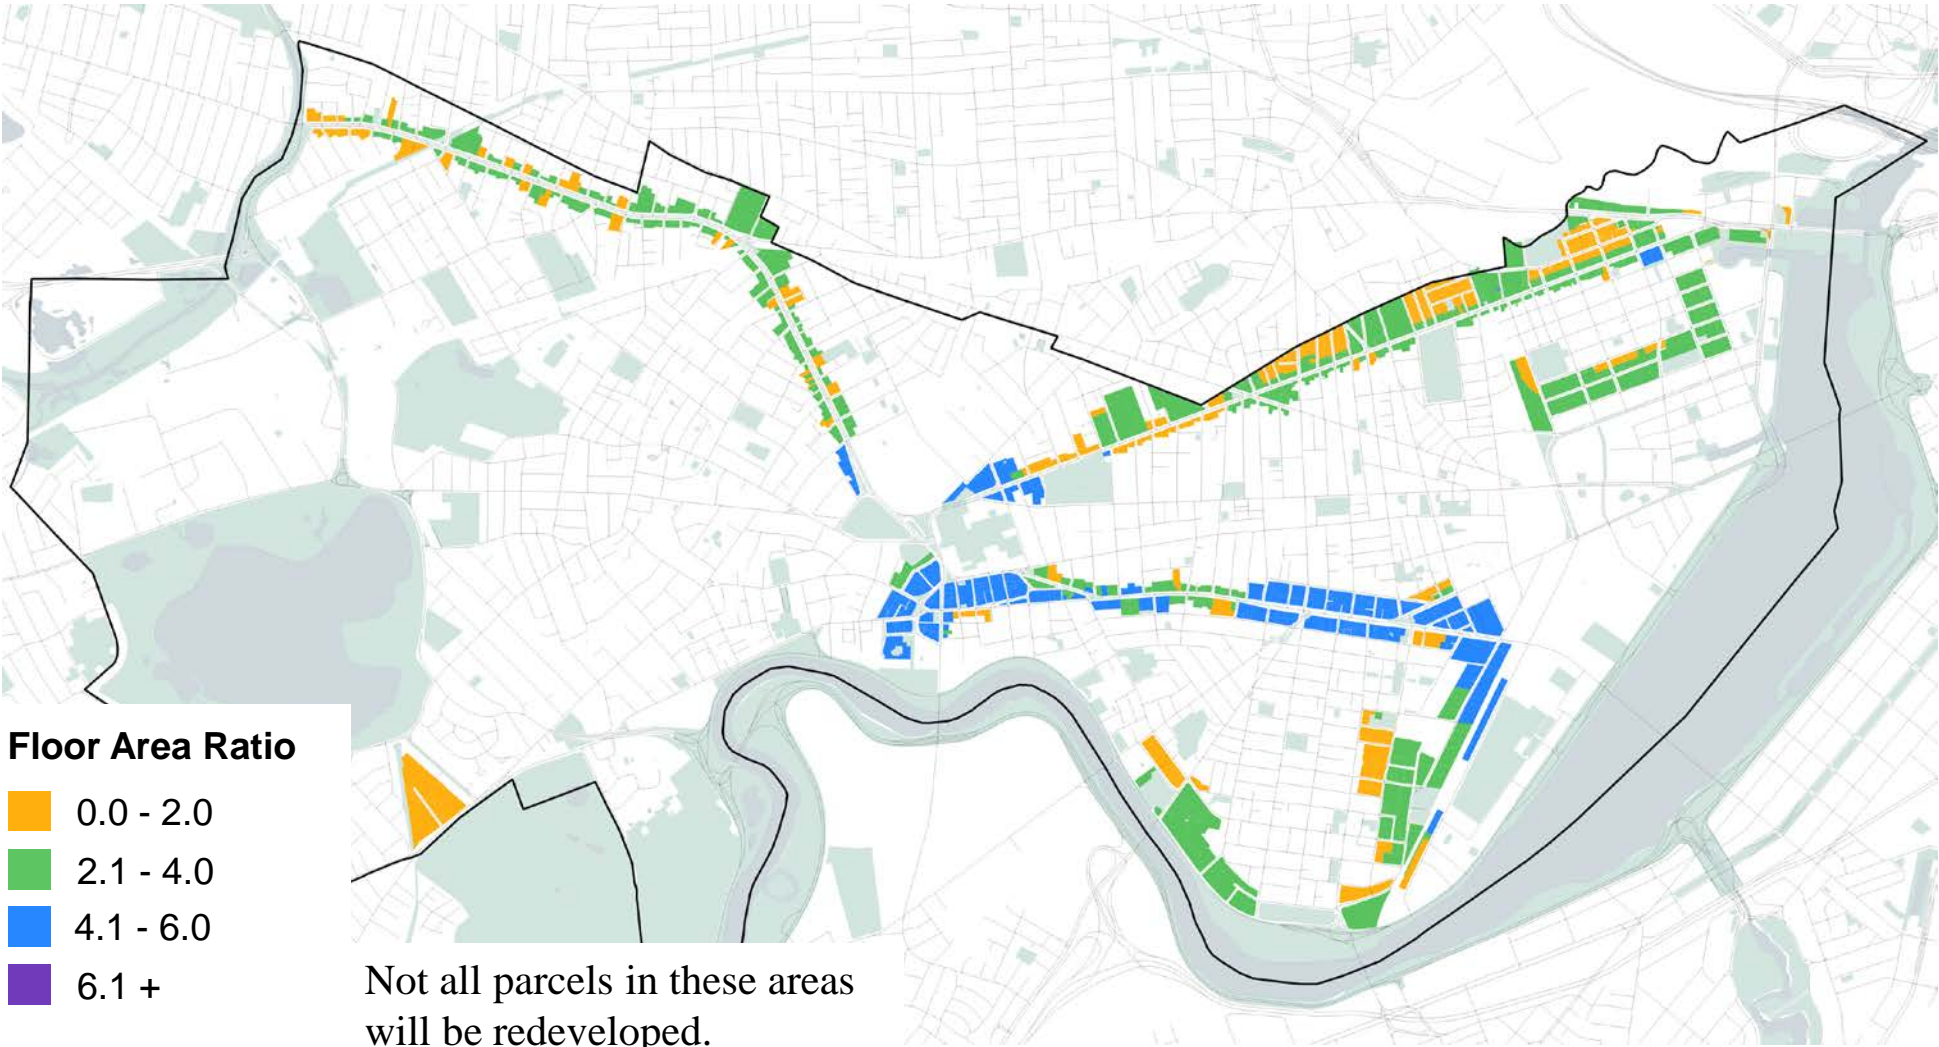 Floor Area Ratio
0.0 - 2.0
2.1 - 4.0
4.1 - 6.0
6.1 +
Not all parcels in these areas
will be redeveloped.